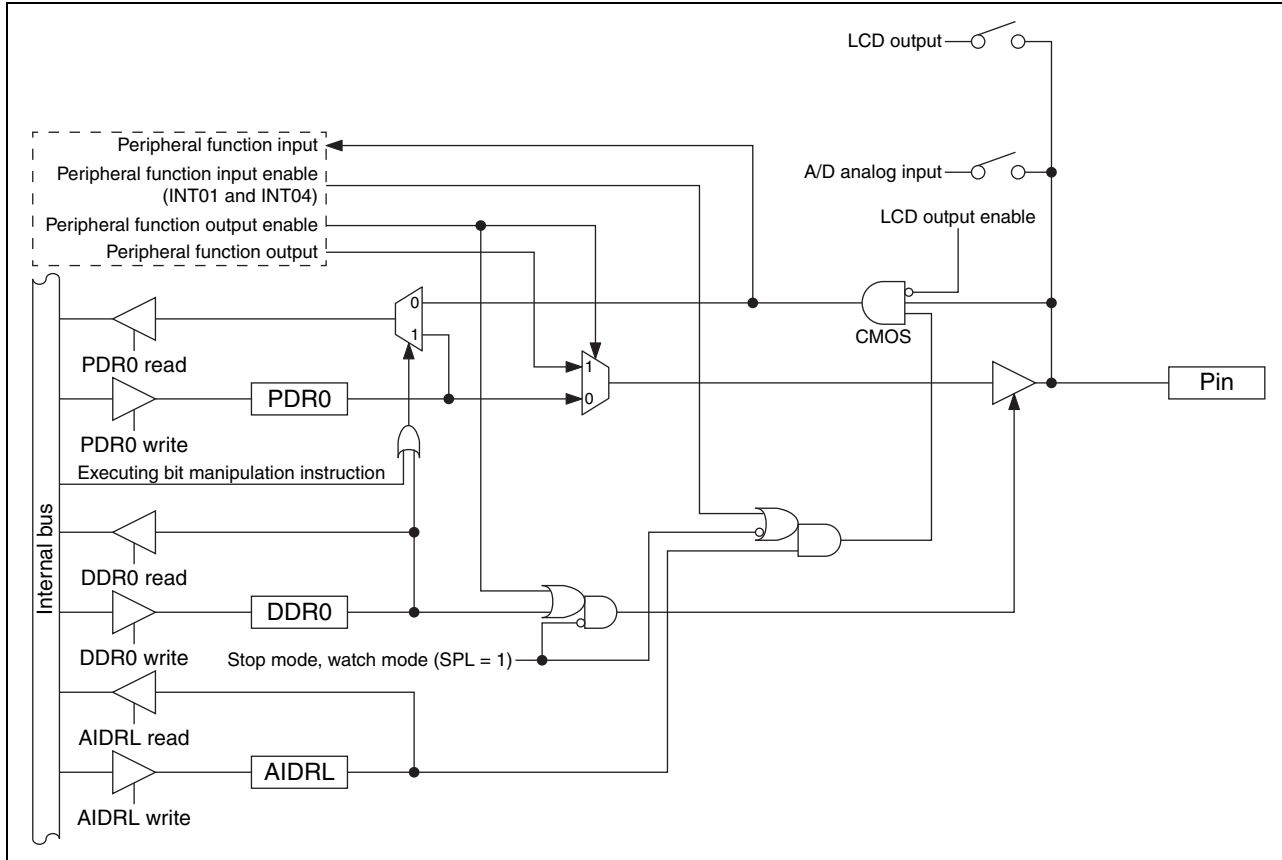 LCD output
Peripheral function input
Peripheral function input enable
(INT01 and INT04)
Peripheral function output enable
Peripheral function output
A/D analog input
LCD output enable
CMOS
0
1
PDR0 read
PDR0
PDR0 write
1
0
Pin
Executing bit manipulation instruction
Internal bus
DDR0 read
DDR0
DDR0 write
Stop mode, watch mode (SPL = 1)
AIDRL read
AIDRL
AIDRL write